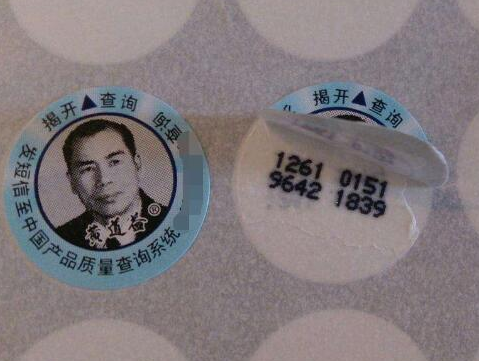 揭开▲查询
黄道益®
发短信至中国产品质量查询系统
揭开▲查询
1261 0151
9642 1839